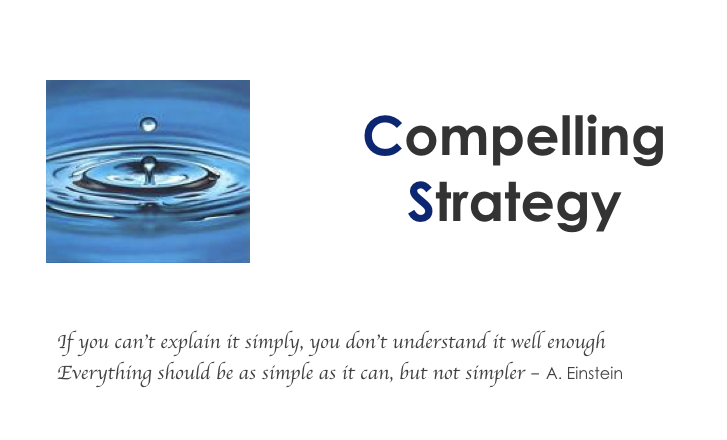 Compelling
Strategy
If you can't explain it simply, you don't understand it well enough
Everything should be as simple as it can, but not simpler – A. Einstein